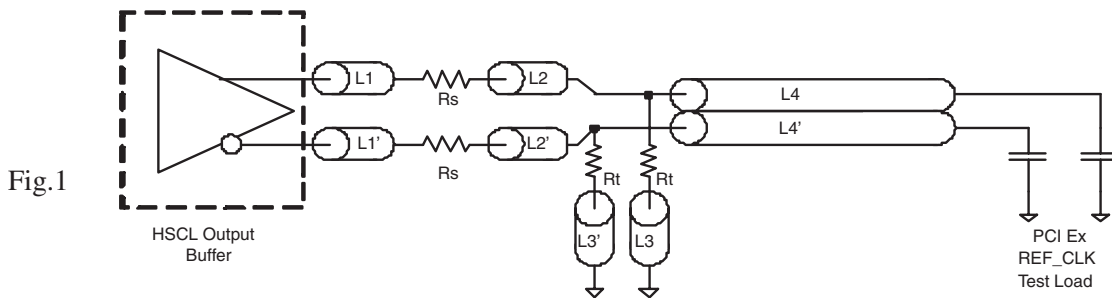 Fig.1
HSCL Output
Buffer
L1
Rs
L2
L4
L1'
Rs
L2'
L4'
Rt
Rt
L3'
L3
PCI Ex
REF_CLK
Test Load